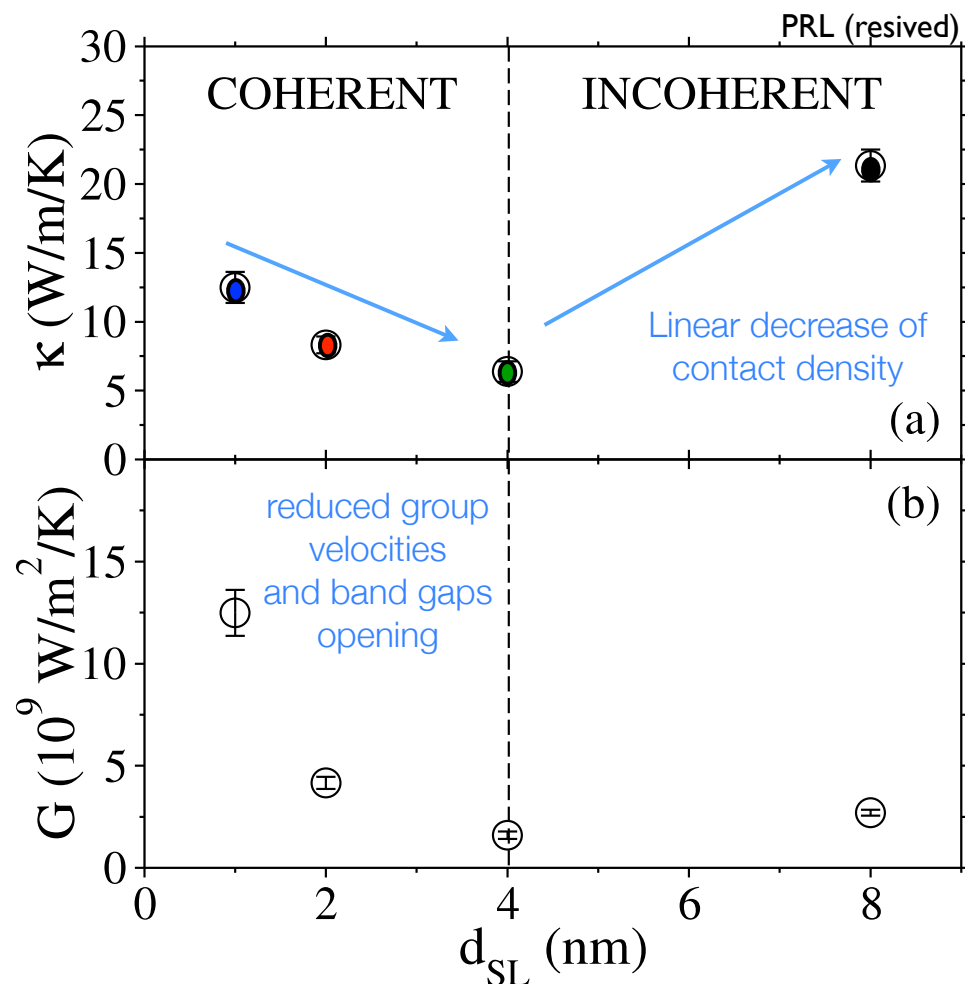 PRL (resived)
30
25
20
15
10
5
0
κ (W/m/K)
COHERENT
INCOHERENT
Linear decrease of
contact density
(a)
15
10
5
0
G (10⁹ W/m²/K)
reduced group
velocities
and band gaps
opening
(b)
0 2 4 6 8
d_SL (nm)